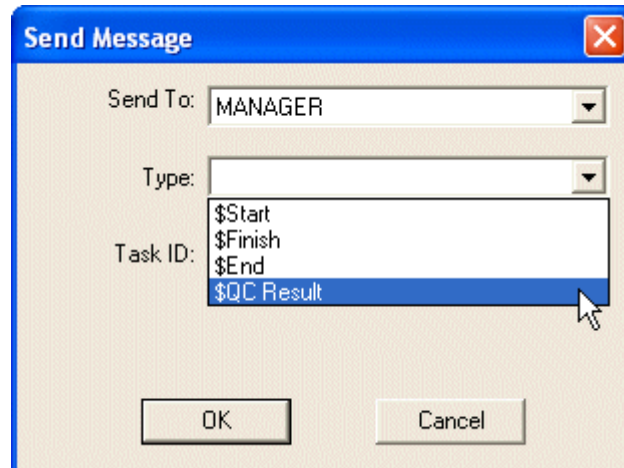 Send Message
Send To: MANAGER
Type:
$Start
$Finish
Task ID:
$End
$QC Result
OK Cancel